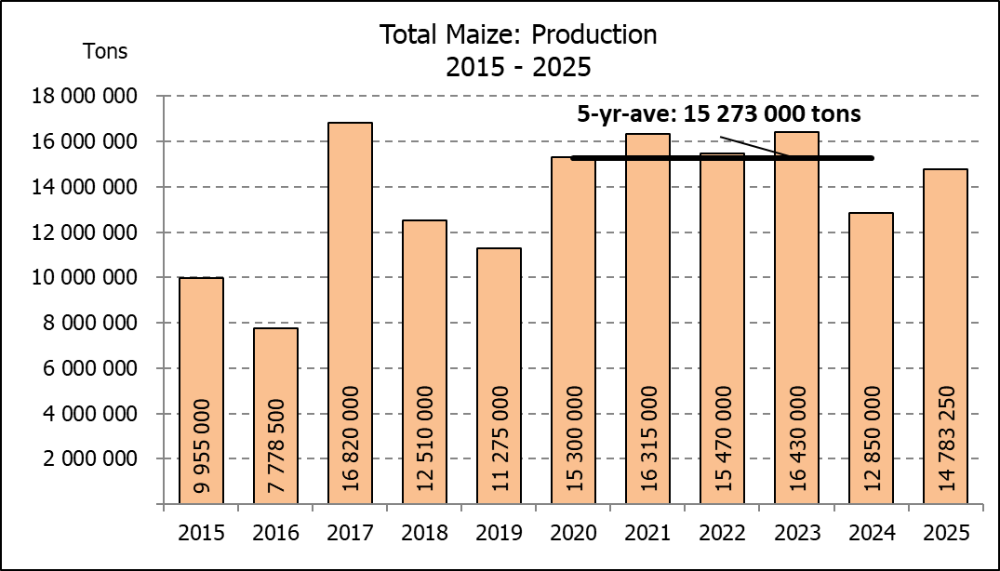 Total Maize: Production
2015 - 2025
Tons
18 000 000
16 000 000
14 000 000
12 000 000
10 000 000
8 000 000
6 000 000
4 000 000
2 000 000
5-yr-ave: 15 273 000 tons
9 955 000
7 778 500
16 820 000
12 510 000
11 275 000
15 300 000
16 315 000
15 470 000
16 430 000
12 850 000
14 783 250
2015 2016 2017 2018 2019 2020 2021 2022 2023 2024 2025